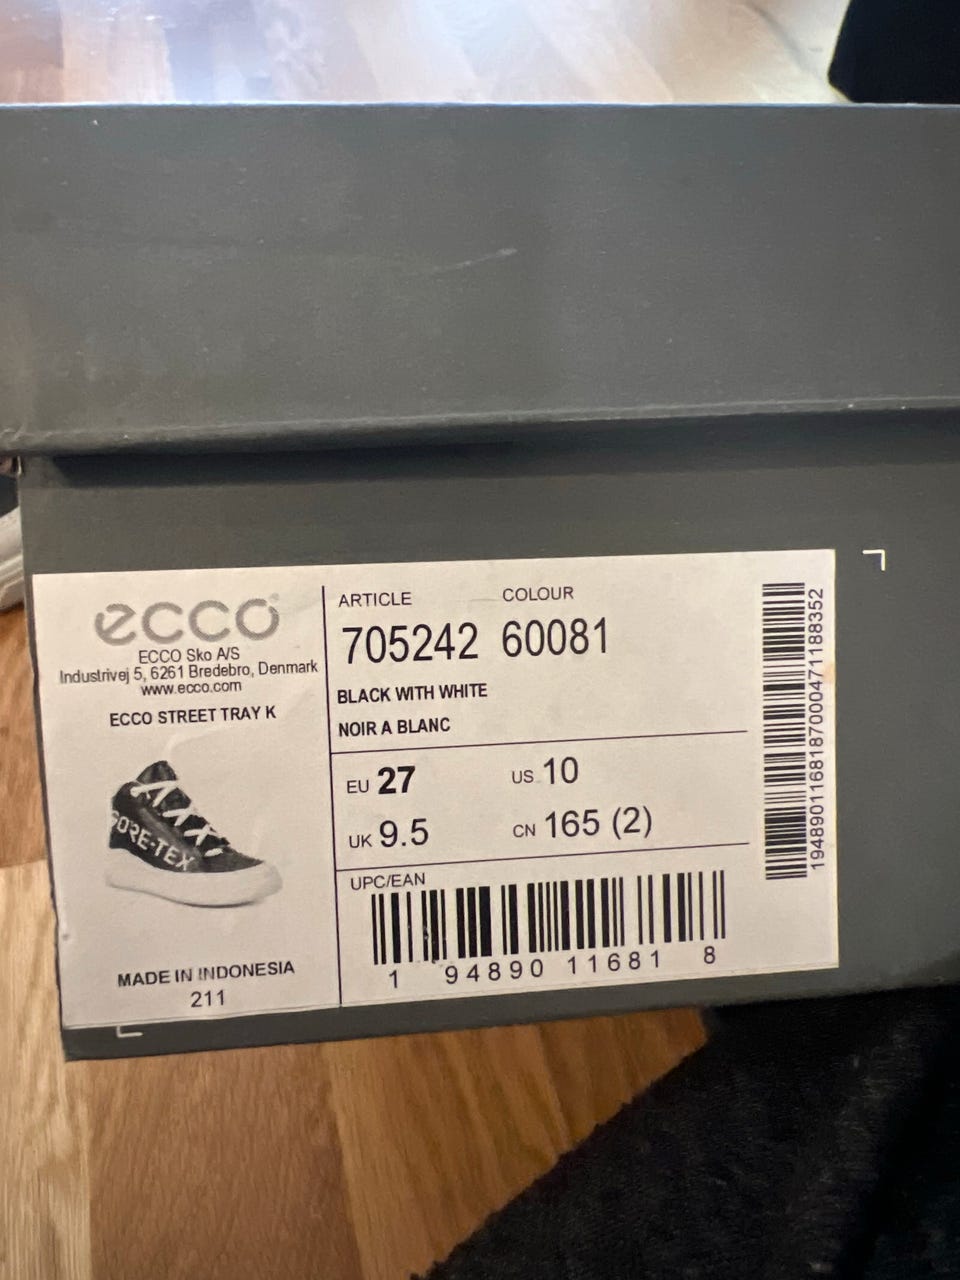 ecco
ECCO Sko A/S
Industrivej 5, 6261 Bredebro, Denmark
www.ecco.com
ECCO STREET TRAY K
GORE-TEX
MADE IN INDONESIA
211
ARTICLE COLOUR
705242 60081
BLACK WITH WHITE
NOIR A BLANC
EU 27 US 10
UK 9.5 CN 165 (2)
UPC/EAN
1 94890 11681 8
19489011681870004711​88352